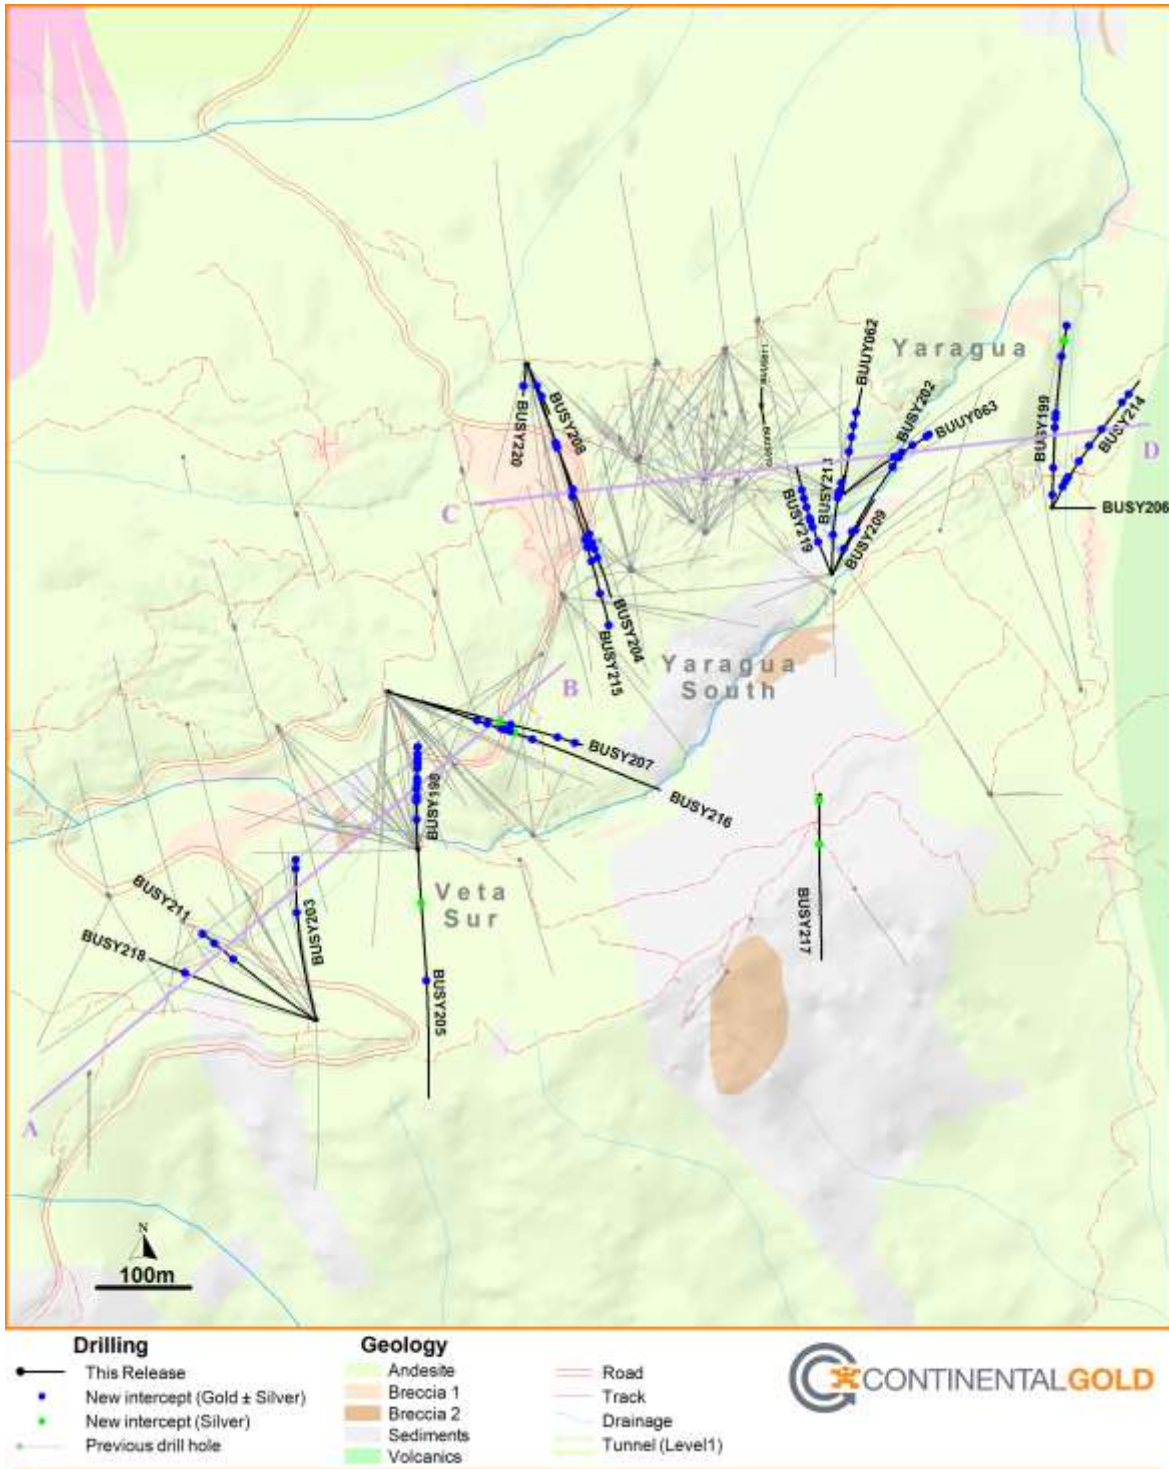 BUUY062
Yaragua
BUSY202
BUUY063
BUSY208
BUSY220
BUSY199
BUSY214
D
C
BUSY213
BUSY219
BUSY209
BUSY206
BUSY204
BUSY215
Yaragua
South
B
BUSY207
BUSY216
Veta
Sur
BUSY211
BUSY218
BUSY203
BUSY205
BUSY217
A
N
100m
Drilling
This Release
New intercept (Gold ± Silver)
New intercept (Silver)
Previous drill hole
Geology
Andesite
Breccia 1
Breccia 2
Sediments
Volcanics
Road
Track
Drainage
Tunnel (Level1)
CONTINENTALGOLD